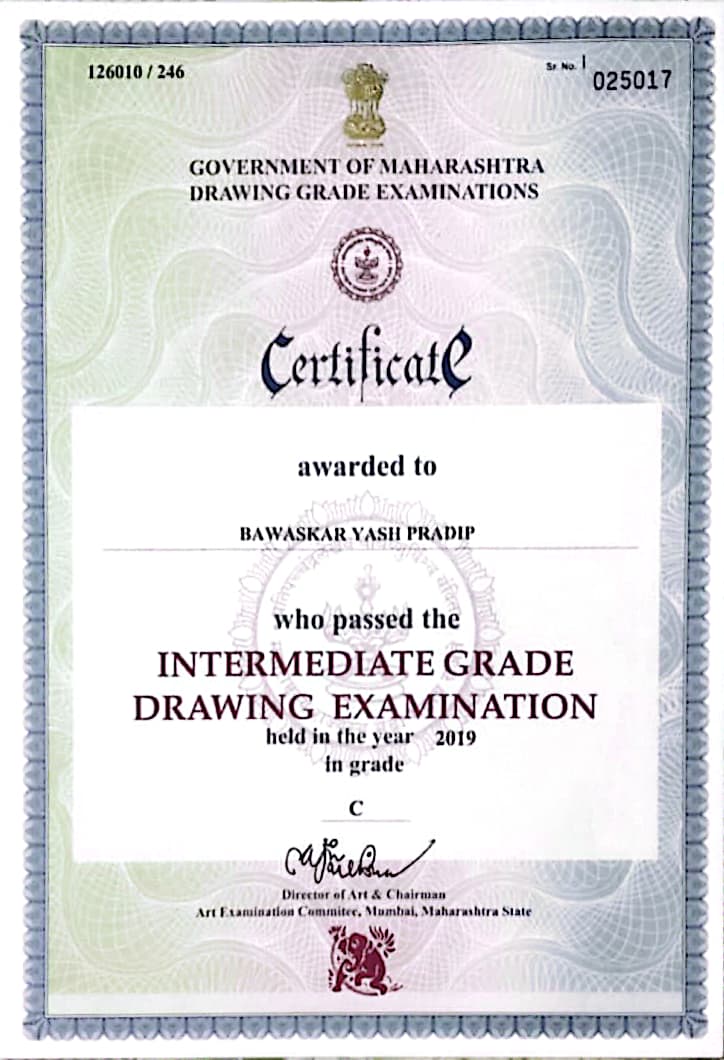 126010 / 246
Sr. No. I
025017
GOVERNMENT OF MAHARASHTRA
DRAWING GRADE EXAMINATIONS
Certificate
awarded to
BAWASKAR YASH PRADIP
who passed the
INTERMEDIATE GRADE
DRAWING EXAMINATION
held in the year 2019
in grade
C
Director of Art & Chairman
Art Examination Commitee, Mumbai, Maharashtra State